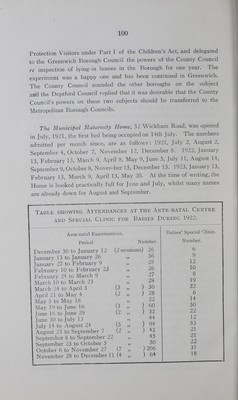 100
Protection Visitors under Part I of the Children's Act, and delegated
to the Greenwich Borough Council the powers of the County Council
re inspection of lying-in homes in the Borough for one year. The
experiment was a happy one and has been continued in Greenwich.
The County Council sounded the other boroughs on the subject
and the Deptford Council replied that it was desirable that the County
Council's powers on these two subjects should be transferred to the
Metropolitan Borough Councils.
The Municipal Maternity Home, 52 Wickham Road, was opened
in July, 1921, the first bed being occupied on 14th July. The numbers
admitted per month since, are as follows: 1921, July 2, August 2,
September 4, October 7, November 12, December 8. 1922, January
13, February 13, March 9, April 8, May 9, June 3, July 11, August 14,
September 9, October 8, November 13, December 13. 1923, January 13,
February 13, March 9, April 13, May 20. At the time of writing, the
Home is booked practically full for June and July, whilst many names
are already down for August and September.
Table showing Attendances at the Ante-natal Centre
and Special Clinic for Babies During 1922.
Ante-natal Examinations. Babies' Special Clinic.
Period Number. Number.
December 30 to January 12 (2 sessions) 26 6
January 13 to January 26 „ 36 9
January 27 to February 9 „ 25 12
February 10 to February 23 „ 26 10
February 24 to March 9 „ 27 8
March 10 to March 23 „ 28 19
March 24 to April 3 (3 „ ) 30 32
April 21 to May 4 (2 „ ) 28 6
May 5 to May 18 „ 22 14
May 19 to June 16 (3 „ ) 60 30
June 16 to June 29 (2 „ ) 32 22
June 30 to July 13 „ 44 12
July 14 to August 24 (3 „ ) 94 33
August 25 to September 7 (2 „ ) 42 21
September 8 to September 22 „ 43 21
September 23 to October 5 „ 30 22
October 6 to November 27 (7 „ ) 206 37
November 28 to December 11 (4 „ ) 64 18